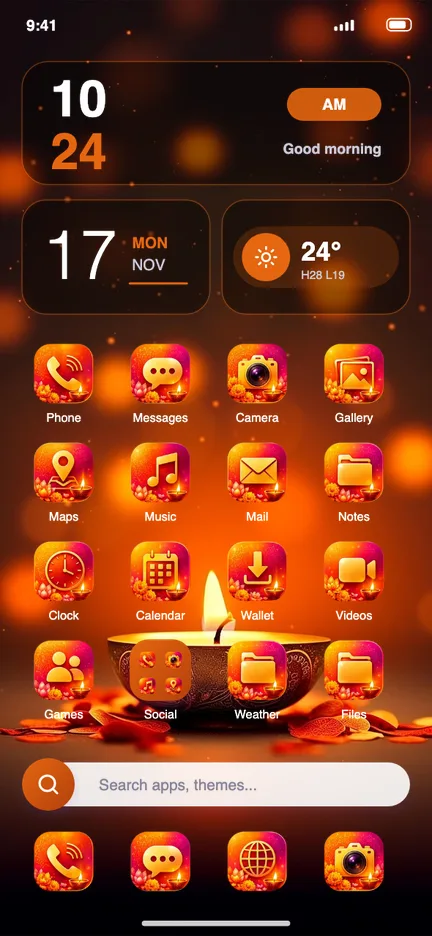 9:41
10
24
AM
Good morning
17
MON
NOV
24°
H28 L19
Phone
Messages
Camera
Gallery
Maps
Music
Mail
Notes
Clock
Calendar
Wallet
Videos
Games
Social
Weather
Files
Search apps, themes...